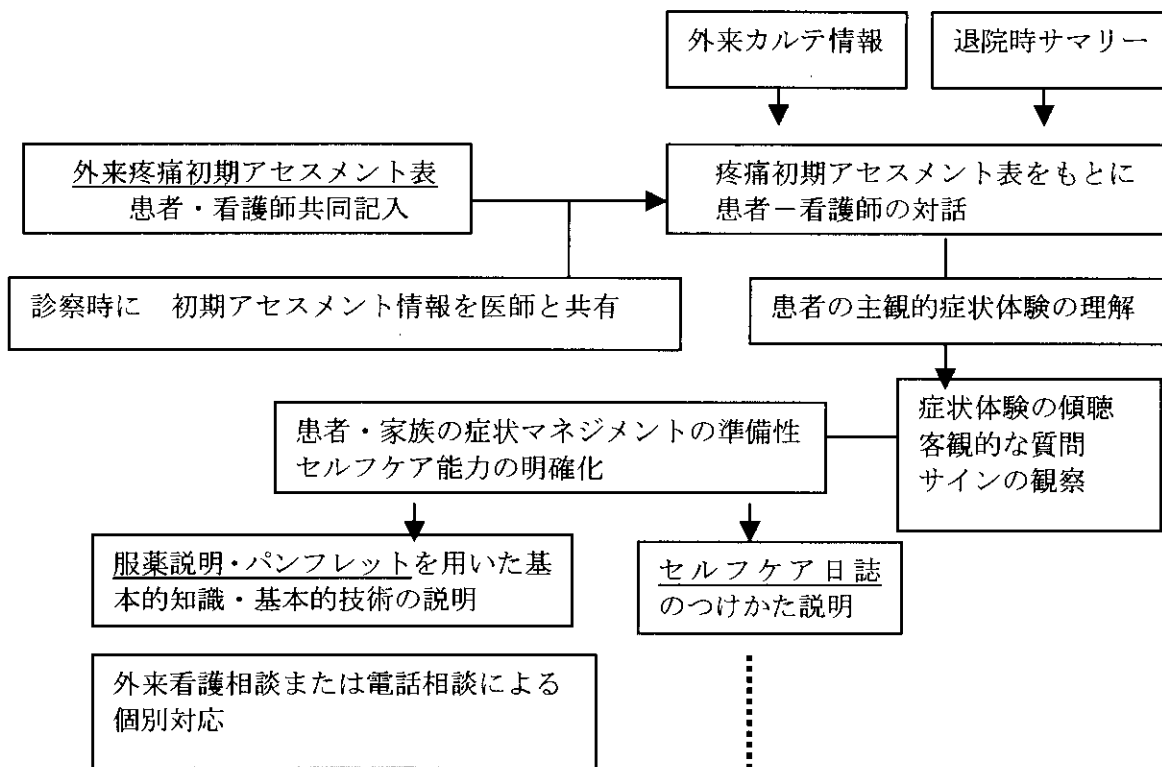 外来カルテ情報
退院時サマリー
外来疼痛初期アセスメント表
患者・看護師共同記入
疼痛初期アセスメント表をもとに
患者－看護師の対話
診察時に　初期アセスメント情報を医師と共有
患者の主観的症状体験の理解
症状体験の傾聴
客観的な質問
サインの観察
患者・家族の症状マネジメントの準備性
セルフケア能力の明確化
服薬説明・パンフレットを用いた基
本的知識・基本的技術の説明
セルフケア日誌
のつけかた説明
外来看護相談または電話相談による
個別対応